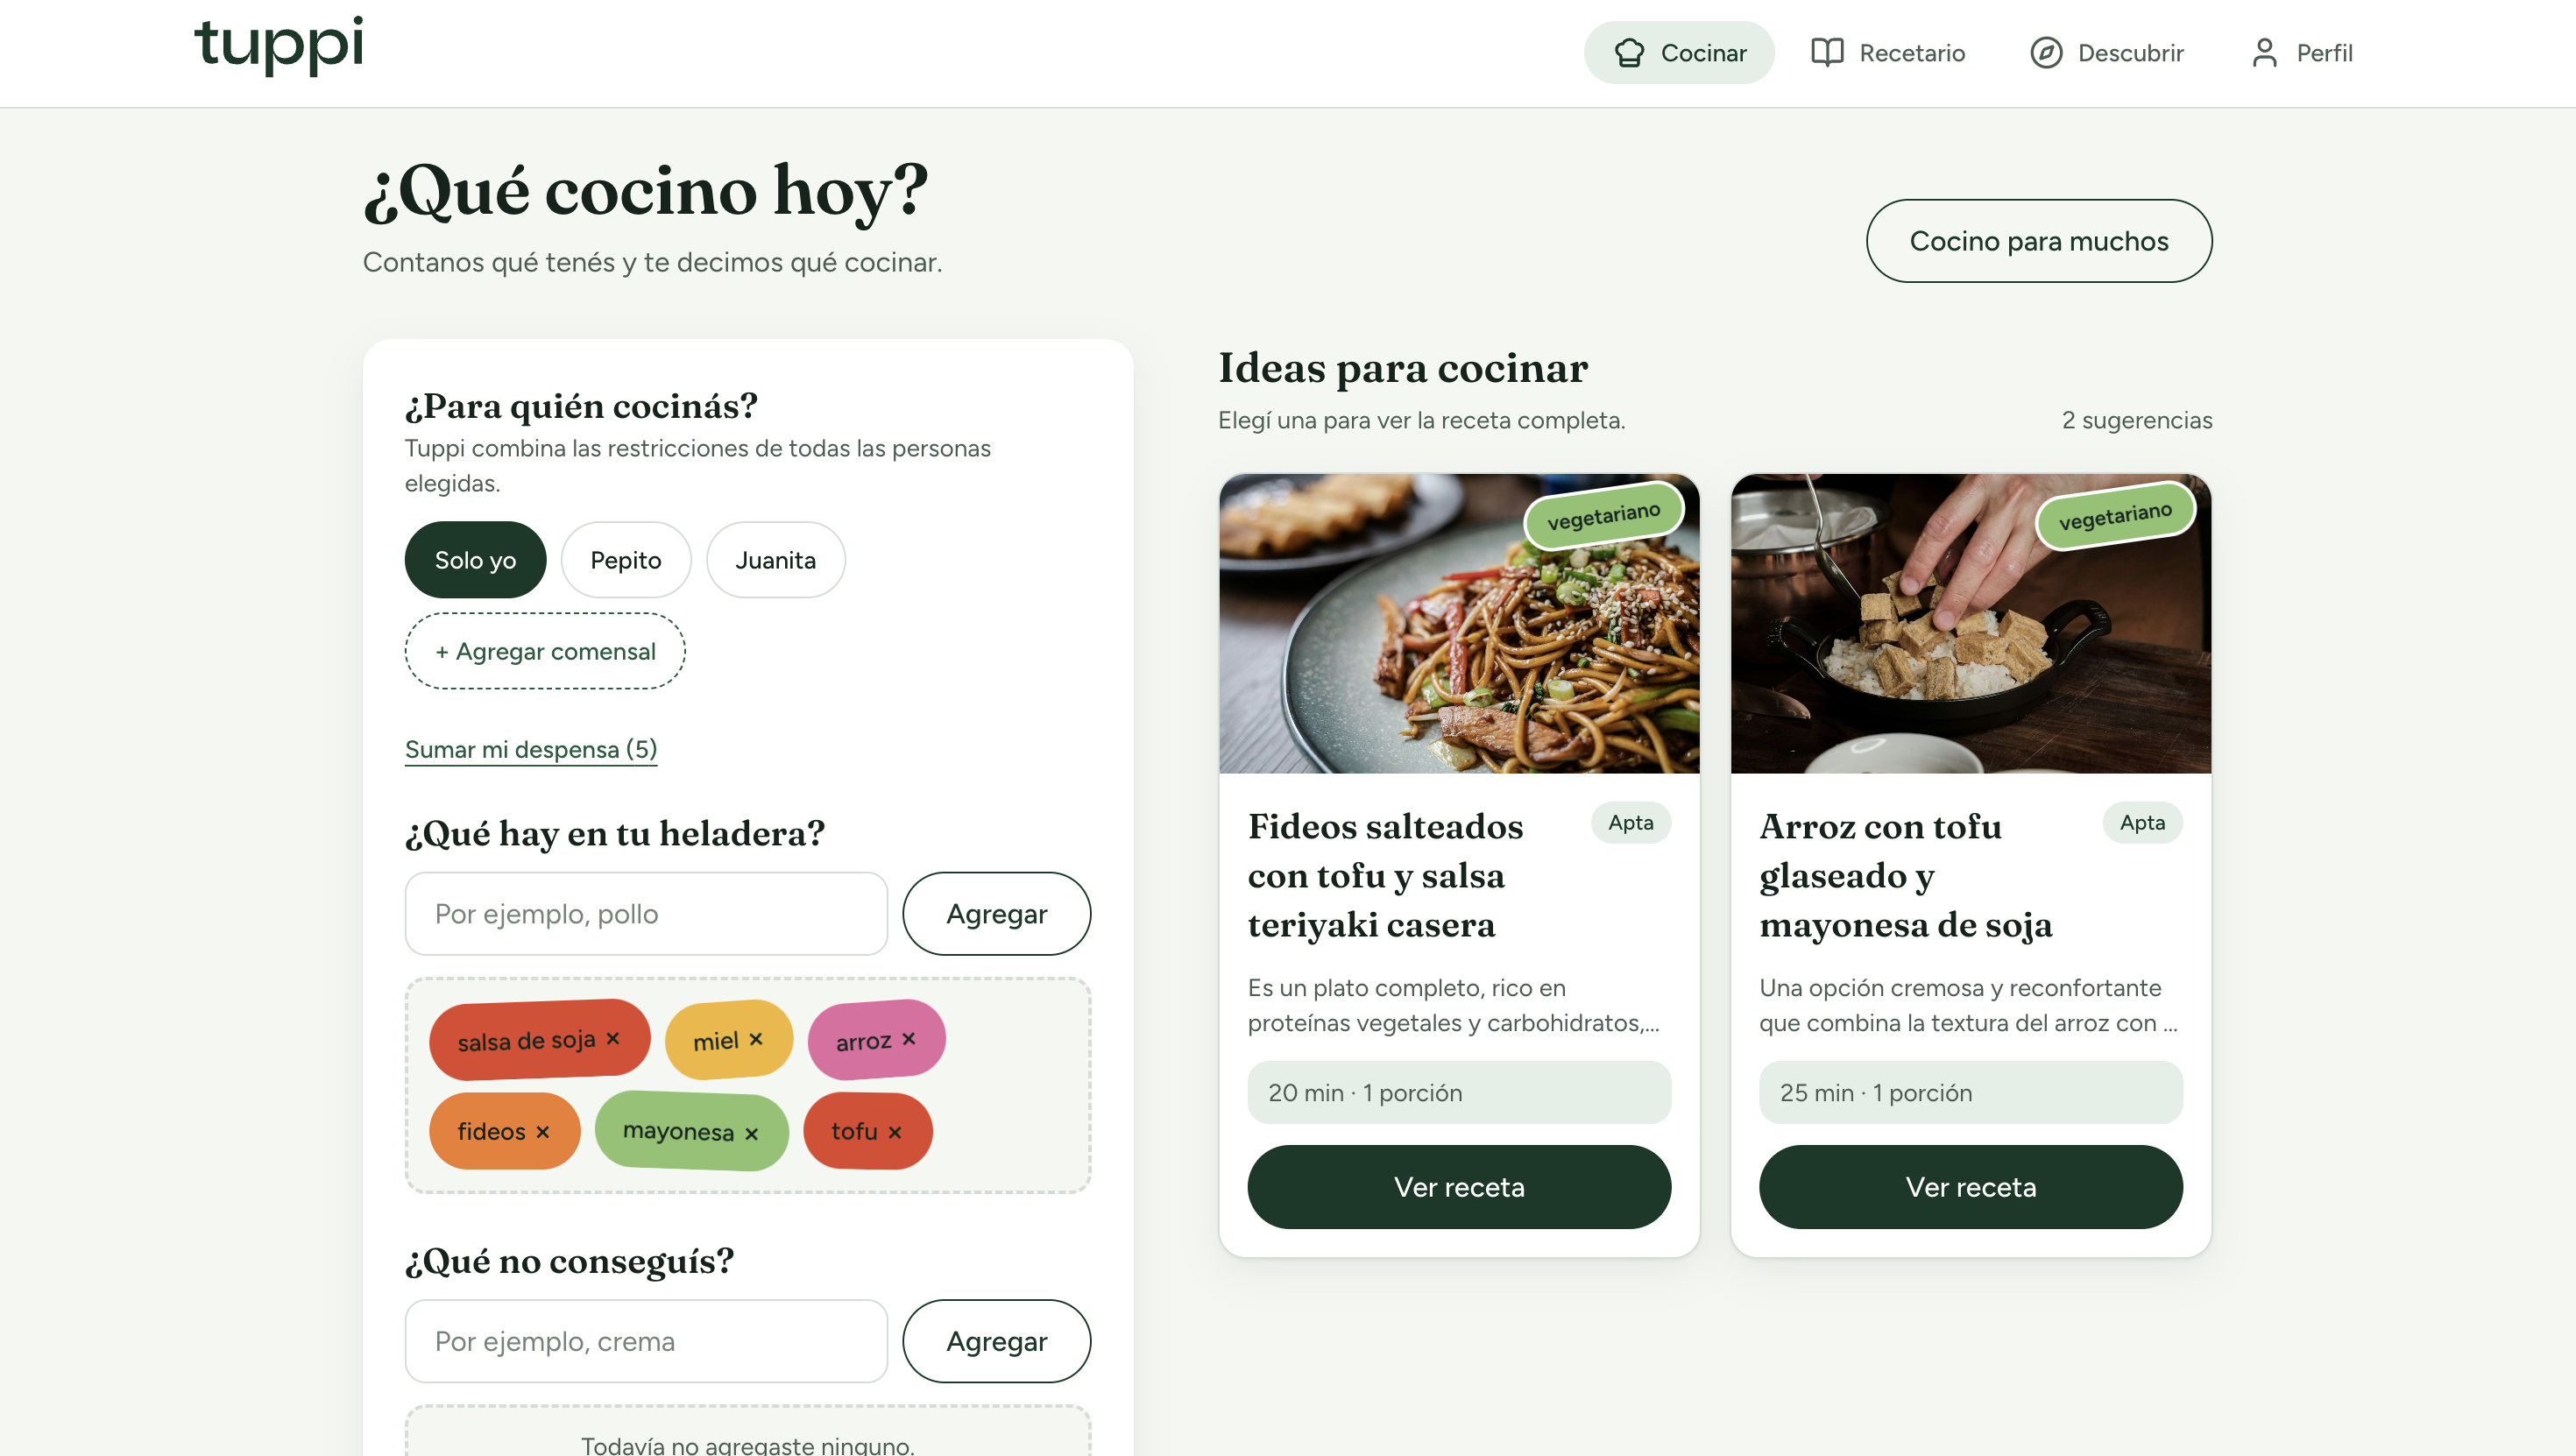 tuppi
Cocinar
Recetario
Descubrir
Perfil
¿Qué cocino hoy?
Contanos qué tenés y te decimos qué cocinar.
Cocino para muchos
¿Para quién cocinás?
Tuppi combina las restricciones de todas las personas
elegidas.
Solo yo
Pepito
Juanita
+ Agregar comensal
Sumar mi despensa (5)
¿Qué hay en tu heladera?
Por ejemplo, pollo
Agregar
salsa de soja ×
miel ×
arroz ×
fideos ×
mayonesa ×
tofu ×
¿Qué no conseguís?
Por ejemplo, crema
Agregar
Todavía no agregaste ninguno.
Ideas para cocinar
Elegí una para ver la receta completa.
2 sugerencias
vegetariano
Fideos salteados
con tofu y salsa
teriyaki casera
Apta
Es un plato completo, rico en
proteínas vegetales y carbohidratos,...
20 min · 1 porción
Ver receta
vegetariano
Arroz con tofu
glaseado y
mayonesa de soja
Apta
Una opción cremosa y reconfortante
que combina la textura del arroz con ...
25 min · 1 porción
Ver receta